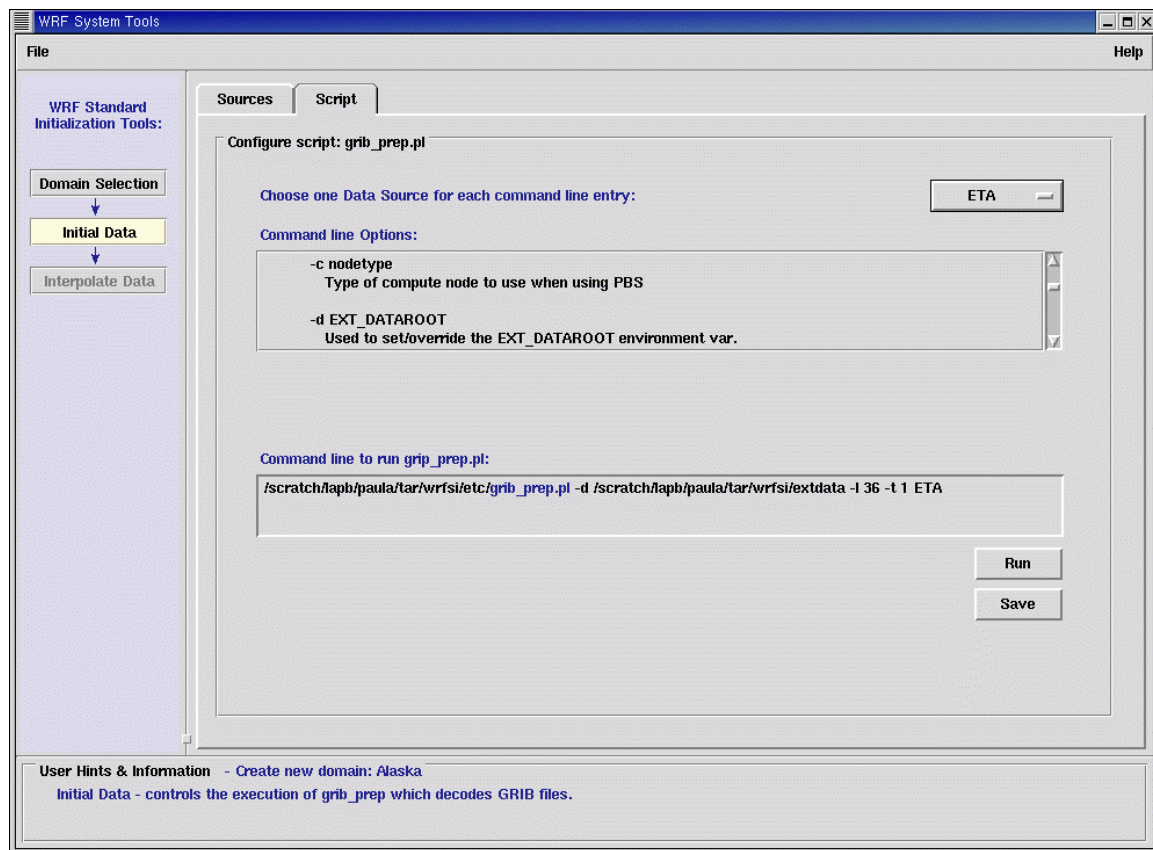 WRF System Tools
File
Help
WRF Standard
Initialization Tools:
Domain Selection
Initial Data
Interpolate Data
Sources
Script
Configure script: grib_prep.pl
Choose one Data Source for each command line entry:
ETA
Command line Options:
-c nodetype
Type of compute node to use when using PBS
-d EXT_DATAROOT
Used to set/override the EXT_DATAROOT environment var.
Command line to run grip_prep.pl:
/scratch/lapb/paula/tar/wrfsi/etc/grib_prep.pl -d /scratch/lapb/paula/tar/wrfsi/extdata -l 36 -t 1 ETA
Run
Save
User Hints & Information - Create new domain: Alaska
Initial Data - controls the execution of grib_prep which decodes GRIB files.